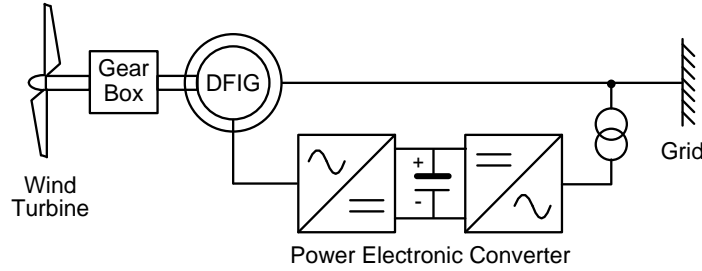 Gear
Box
DFIG
Wind
Turbine
+
-
Grid
Power Electronic Converter